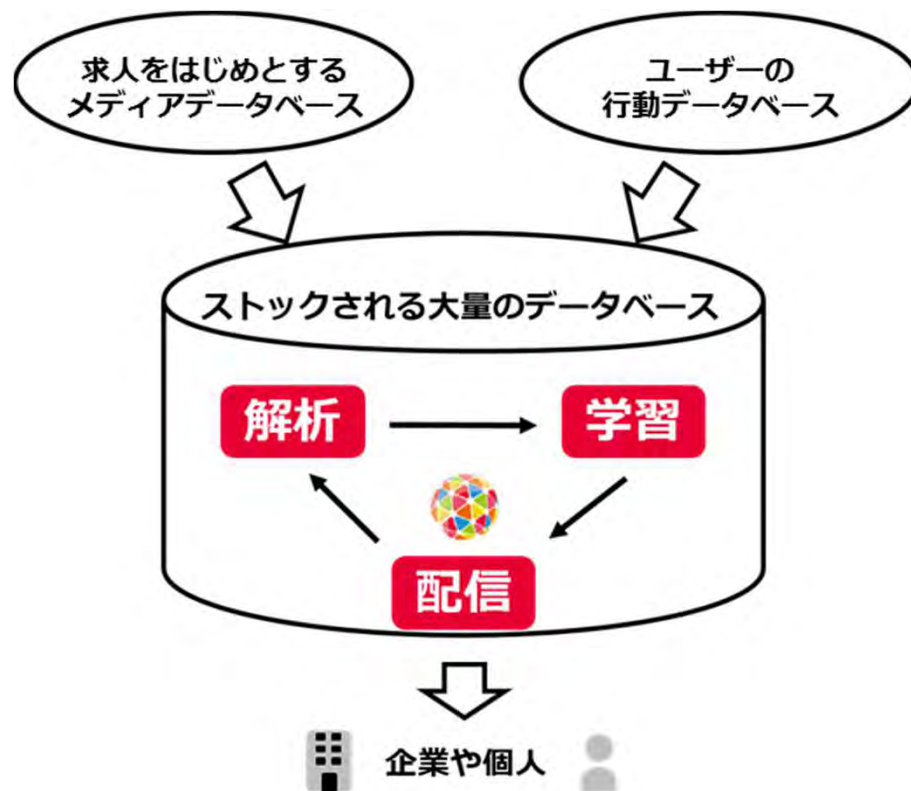 求人をはじめとする
メディアデータベース
ユーザーの
行動データベース
ストックされる大量のデータベース
解析
学習
配信
企業や個人